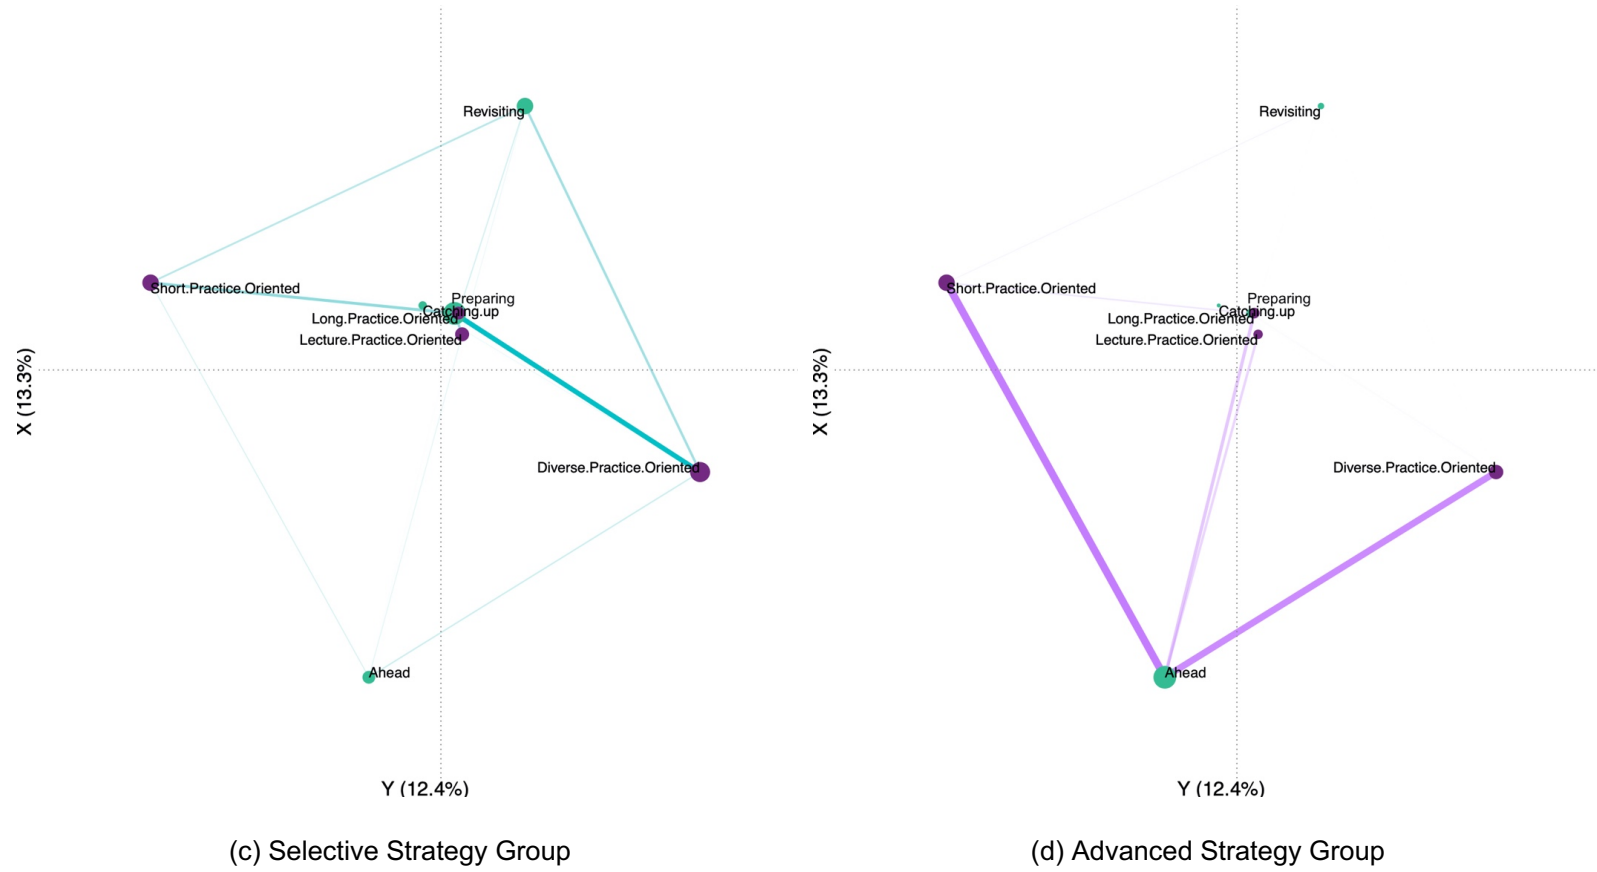 Revisiting
Short.Practice.Oriented
Preparing
Catching.up
Long.Practice.Oriented
Lecture.Practice.Oriented
Diverse.Practice.Oriented
Ahead
X (13.3%)
Y (12.4%)
(c) Selective Strategy Group
Revisiting
Short.Practice.Oriented
Preparing
Catching.up
Long.Practice.Oriented
Lecture.Practice.Oriented
Diverse.Practice.Oriented
Ahead
X (13.3%)
Y (12.4%)
(d) Advanced Strategy Group